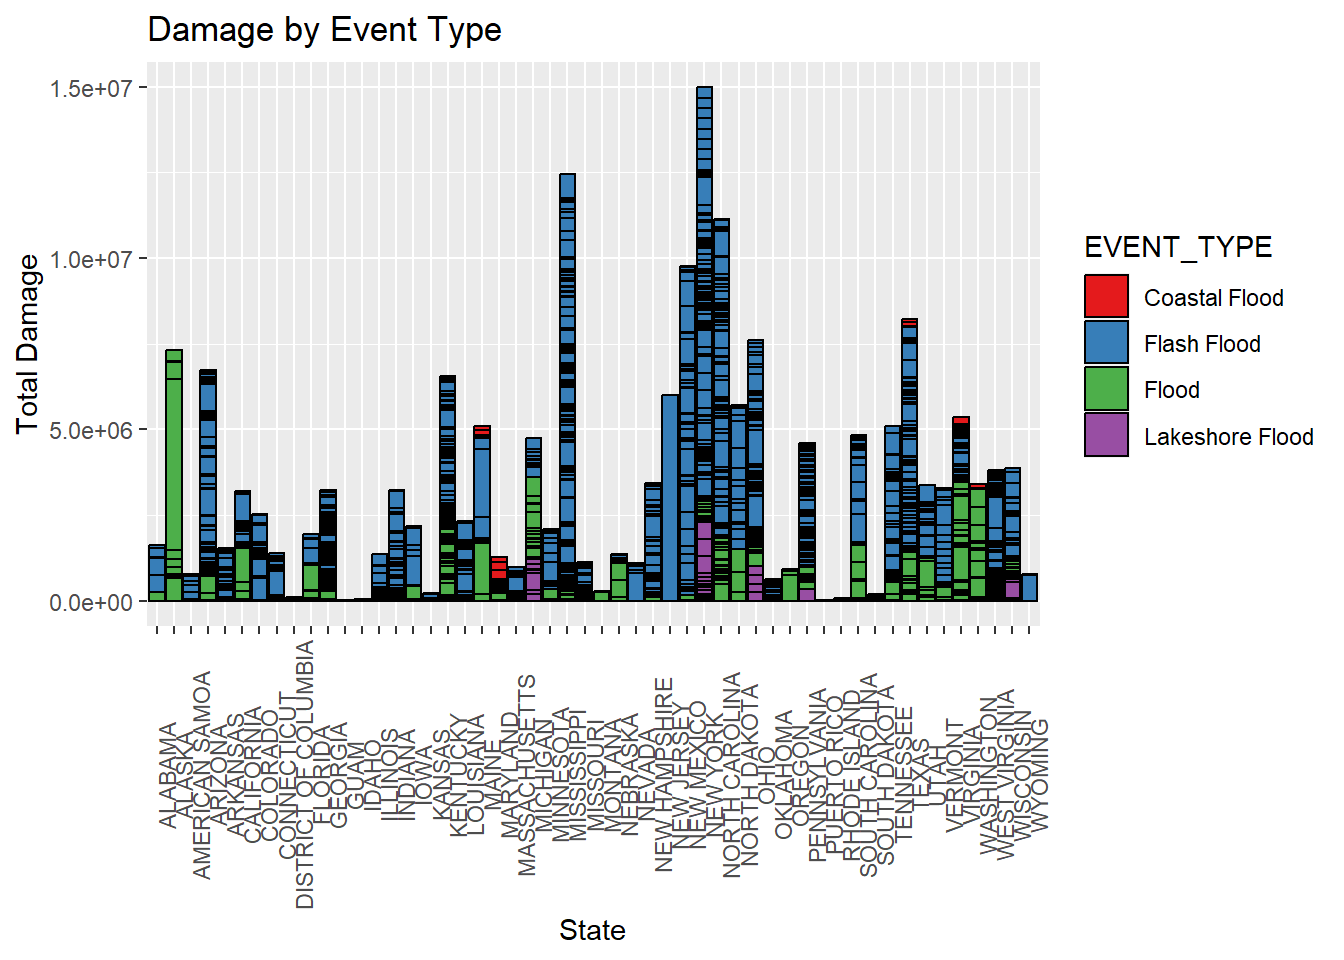 Damage by Event Type
Total Damage
1.5e+07
1.0e+07
5.0e+06
0.0e+00
ALABAMA
ALASKA
AMERICAN SAMOA
ARIZONA
ARKANSAS
CALIFORNIA
COLORADO
CONNECTICUT
DISTRICT OF COLUMBIA
FLORIDA
GEORGIA
GUAM
IDAHO
ILLINOIS
INDIANA
IOWA
KANSAS
KENTUCKY
LOUSIANA
MAINE
MARYLAND
MASSACHUSETTS
MICHIGAN
MINNESOTA
MISSISSIPPI
MISSOURI
MONTANA
NEBRASKA
NEVADA
NEW HAMPSHIRE
NEW JERSEY
NEW MEXICO
NEW YORK
NORTH CAROLINA
NORTH DAKOTA
OHIO
OKLAHOMA
OREGON
PENNSYLVANIA
PUERTO RICO
RHODE ISLAND
SOUTH CAROLINA
SOUTH DAKOTA
TENNESSEE
TEXAS
UTAH
VERMONT
VIRGINIA
WASHINGTON
WEST VIRGINIA
WISCONSIN
WYOMING
State
EVENT_TYPE
Coastal Flood
Flash Flood
Flood
Lakeshore Flood